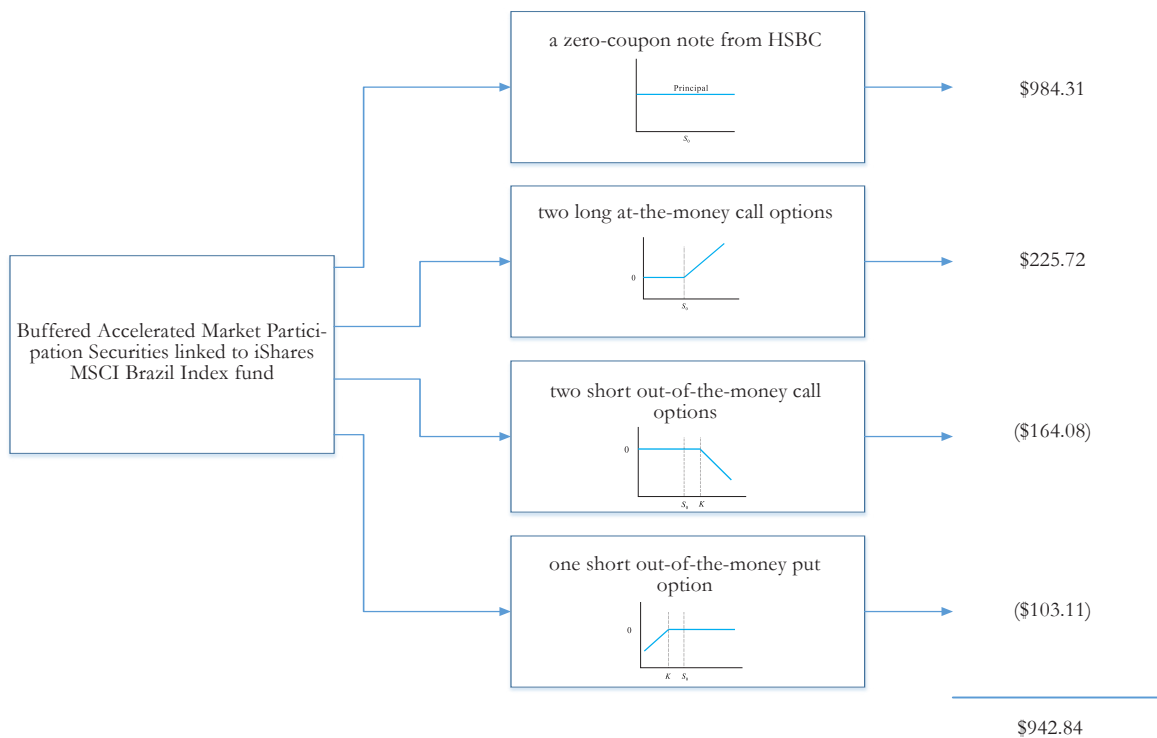 a zero-coupon note from HSBC
Principal
S₀
$984.31
two long at-the-money call options
0
S₀
$225.72
Buffered Accelerated Market Partici-
pation Securities linked to iShares
MSCI Brazil Index fund
two short out-of-the-money call
options
0
S₀ K
($164.08)
one short out-of-the-money put
option
0
K S₀
($103.11)
$942.84